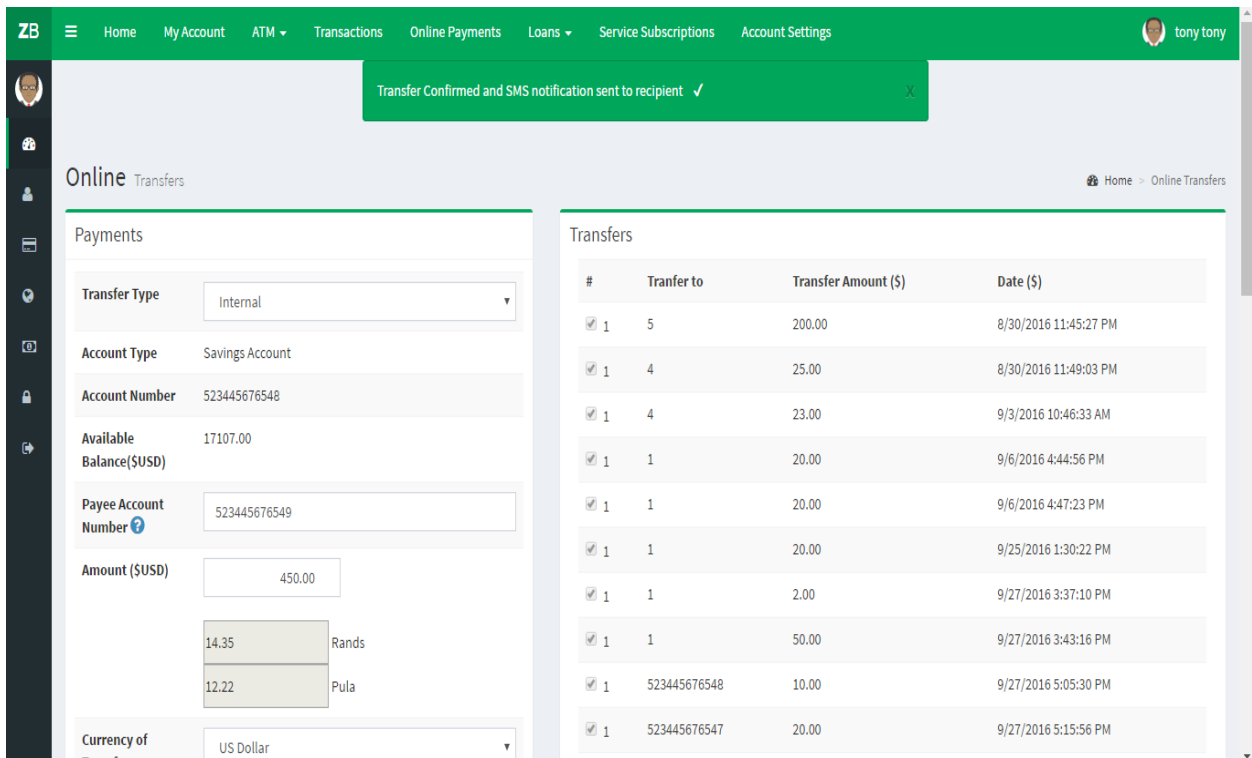 ZB Home My Account ATM Transactions Online Payments Loans Service Subscriptions Account Settings tony tony
Transfer Confirmed and SMS notification sent to recipient ✓ X
Online Transfers
Home > Online Transfers
Payments
Transfer Type Internal
Account Type Savings Account
Account Number 523445676548
Available 17107.00
Balance($USD)
Payee Account
Number ? 523445676549
Amount ($USD) 450.00
14.35 Rands
12.22 Pula
Currency of US Dollar
Transfers
# Tranfer to Transfer Amount ($) Date ($)
1 5 200.00 8/30/2016 11:45:27 PM
1 4 25.00 8/30/2016 11:49:03 PM
1 4 23.00 9/3/2016 10:46:33 AM
1 1 20.00 9/6/2016 4:44:56 PM
1 1 20.00 9/6/2016 4:47:23 PM
1 1 20.00 9/25/2016 1:30:22 PM
1 1 2.00 9/27/2016 3:37:10 PM
1 1 50.00 9/27/2016 3:43:16 PM
1 523445676548 10.00 9/27/2016 5:05:30 PM
1 523445676547 20.00 9/27/2016 5:15:56 PM